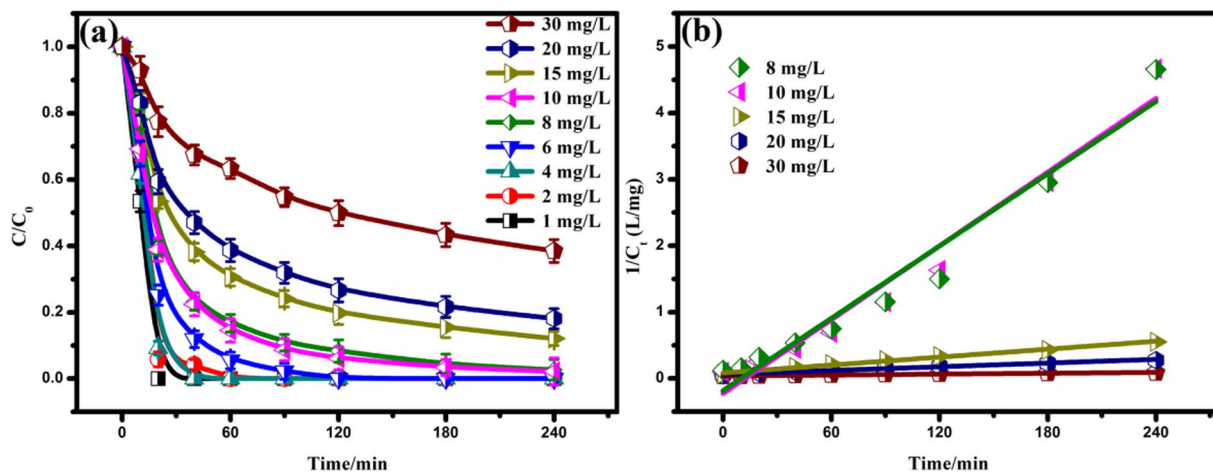 (a)
30 mg/L
20 mg/L
15 mg/L
10 mg/L
8 mg/L
6 mg/L
4 mg/L
2 mg/L
1 mg/L
1.0
0.8
0.6
0.4
0.2
0.0
C/C0
0 60 120 180 240
Time/min
(b)
8 mg/L
10 mg/L
15 mg/L
20 mg/L
30 mg/L
5
4
3
2
1
0
1/Ct (L/mg)
0 60 120 180 240
Time/min